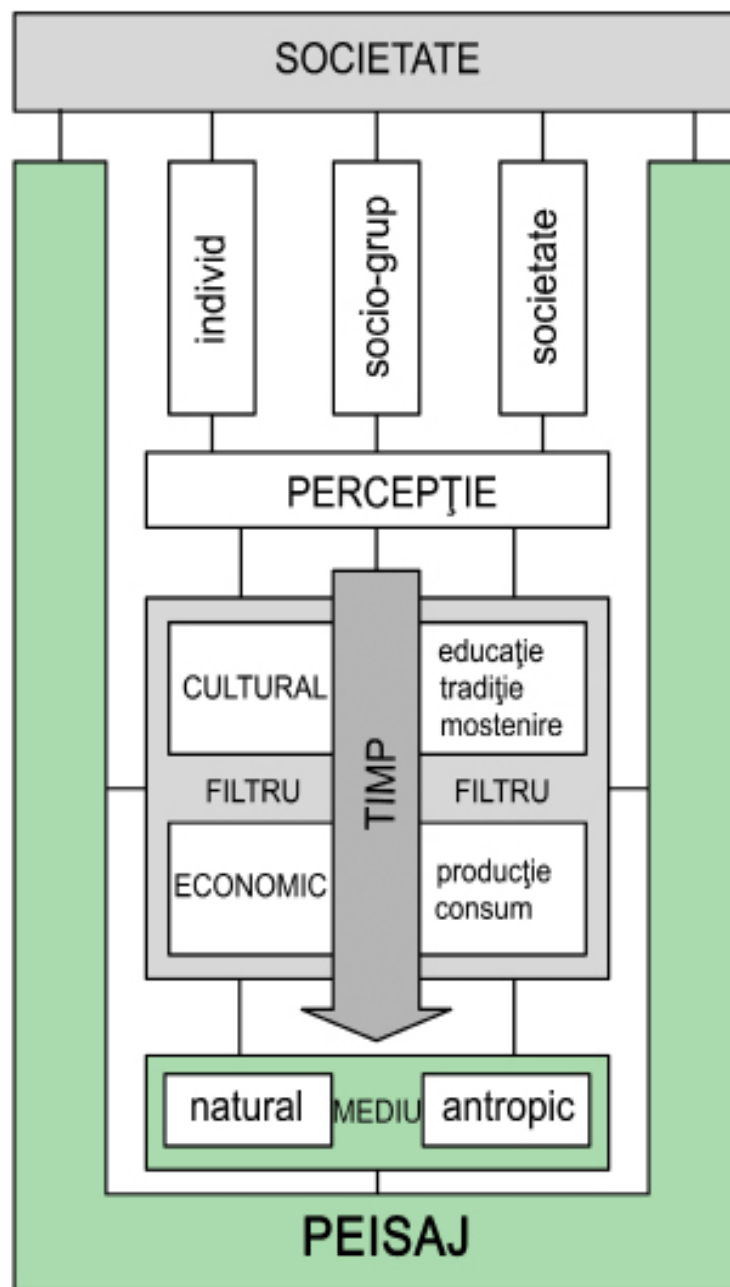 SOCIETATE
individ
socio-grup
societate
PERCEPŢIE
CULTURAL
educaţie
tradiţie
mostenire
TIMP
FILTRU
FILTRU
ECONOMIC
producţie
consum
natural
MEDIU
antropic
PEISAJ